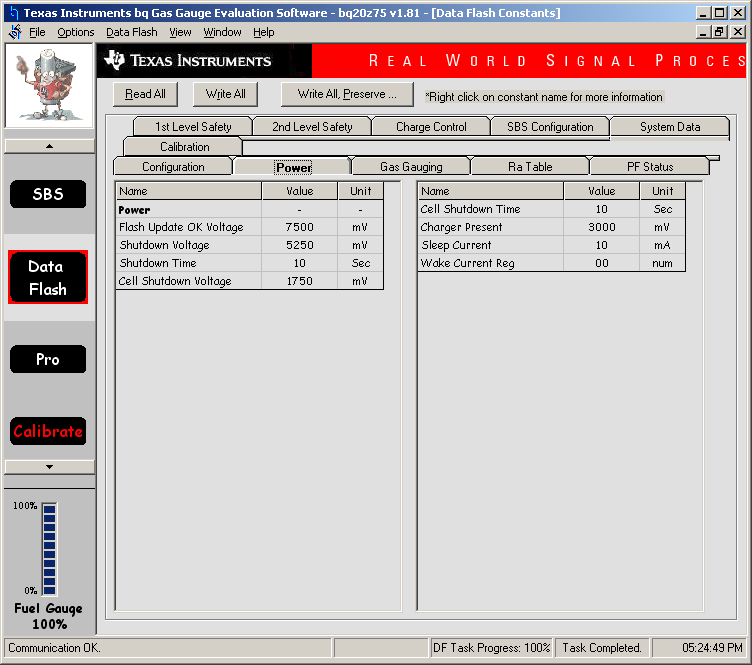 Texas Instruments bq Gas Gauge Evaluation Software - bq20z75 v1.81 - [Data Flash Constants]
File Options Data Flash View Window Help
TEXAS INSTRUMENTS REAL WORLD SIGNAL PROCES
Read All Write All Write All, Preserve ... *Right click on constant name for more information
1st Level Safety 2nd Level Safety Charge Control SBS Configuration System Data
Calibration
Configuration Power Gas Gauging Ra Table PF Status
Name Value Unit
Power - -
Flash Update OK Voltage 7500 mV
Shutdown Voltage 5250 mV
Shutdown Time 10 Sec
Cell Shutdown Voltage 1750 mV
Name Value Unit
Cell Shutdown Time 10 Sec
Charger Present 3000 mV
Sleep Current 10 mA
Wake Current Reg 00 num
SBS
Data
Flash
Pro
Calibrate
100%
0%
Fuel Gauge
100%
Communication OK. DF Task Progress: 100% Task Completed. 05:24:49 PM